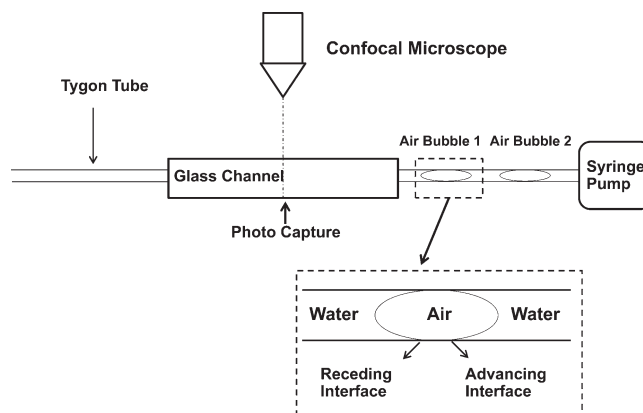 Confocal Microscope
Tygon Tube
Air Bubble 1
Air Bubble 2
Glass Channel
Syringe
Pump
Photo Capture
Water
Air
Water
Receding
Interface
Advancing
Interface